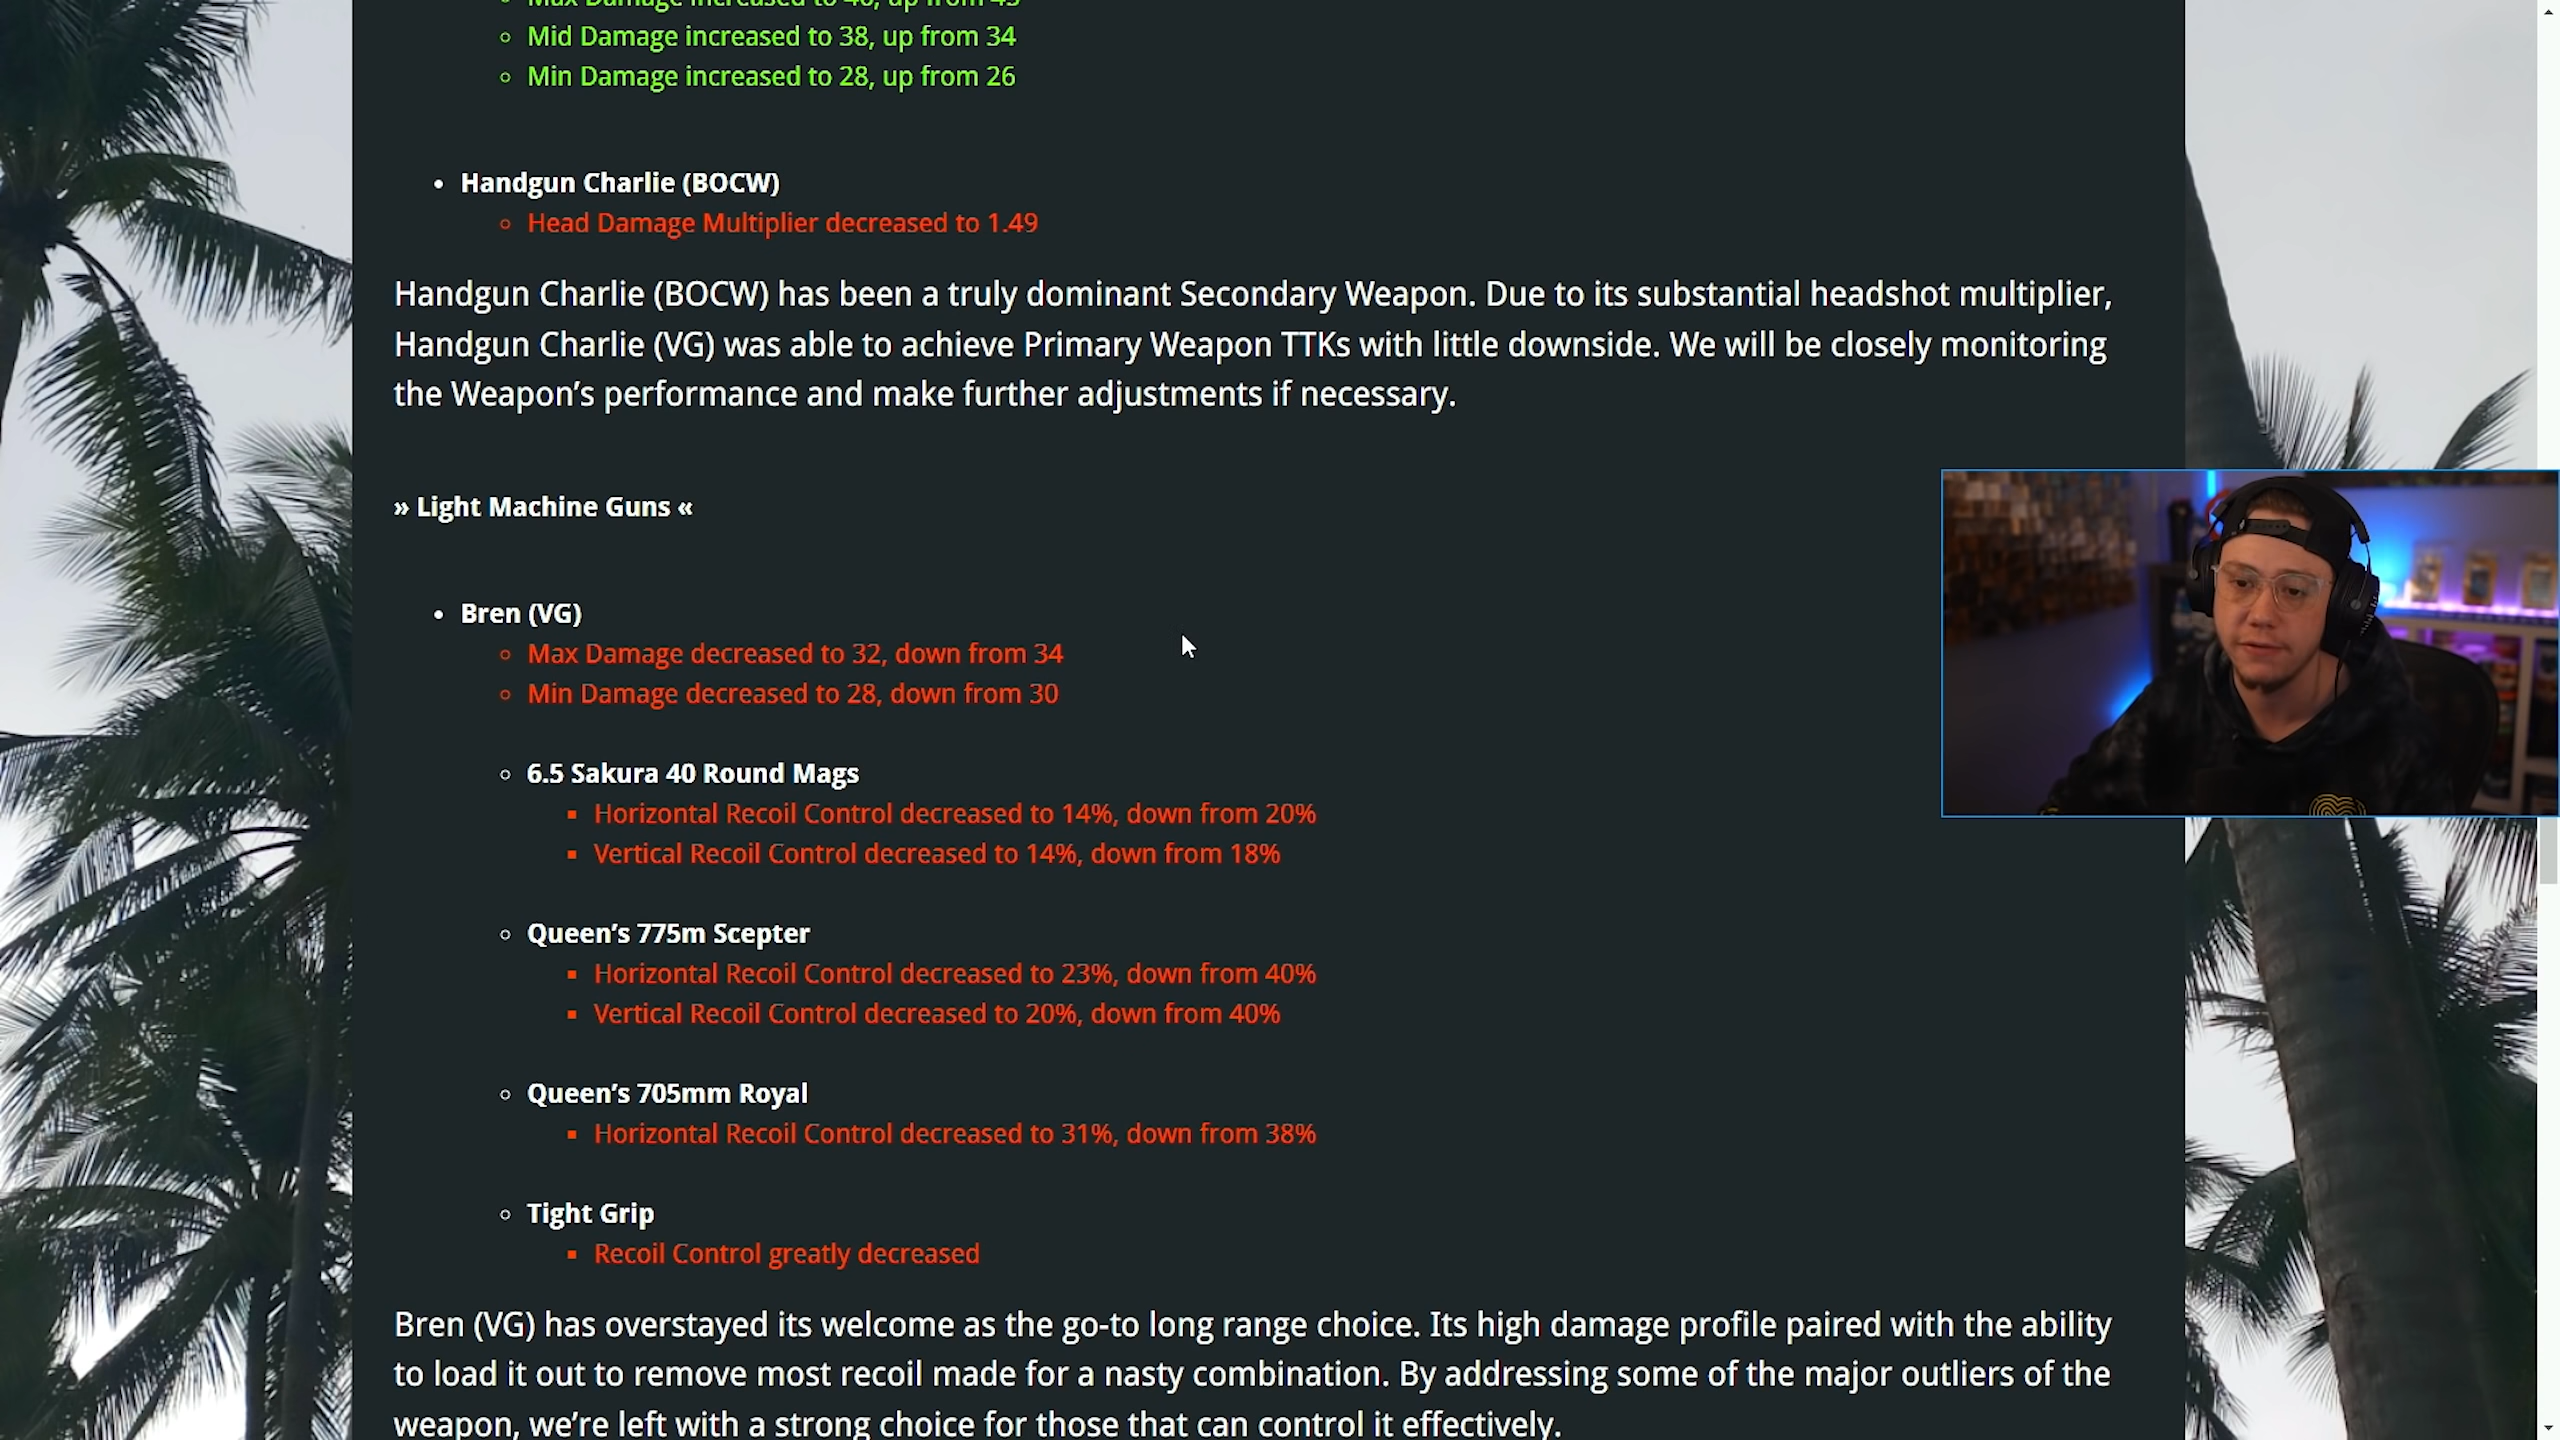 Max Damage increased to 46, up from 45
Mid Damage increased to 38, up from 34
Min Damage increased to 28, up from 26
Handgun Charlie (BOCW)
Head Damage Multiplier decreased to 1.49
Handgun Charlie (BOCW) has been a truly dominant Secondary Weapon. Due to its substantial headshot multiplier,
Handgun Charlie (VG) was able to achieve Primary Weapon TTKs with little downside. We will be closely monitoring
the Weapon’s performance and make further adjustments if necessary.
» Light Machine Guns «
Bren (VG)
Max Damage decreased to 32, down from 34
Min Damage decreased to 28, down from 30
6.5 Sakura 40 Round Mags
Horizontal Recoil Control decreased to 14%, down from 20%
Vertical Recoil Control decreased to 14%, down from 18%
Queen’s 775m Scepter
Horizontal Recoil Control decreased to 23%, down from 40%
Vertical Recoil Control decreased to 20%, down from 40%
Queen’s 705mm Royal
Horizontal Recoil Control decreased to 31%, down from 38%
Tight Grip
Recoil Control greatly decreased
Bren (VG) has overstayed its welcome as the go-to long range choice. Its high damage profile paired with the ability
to load it out to remove most recoil made for a nasty combination. By addressing some of the major outliers of the
weapon, we’re left with a strong choice for those that can control it effectively.